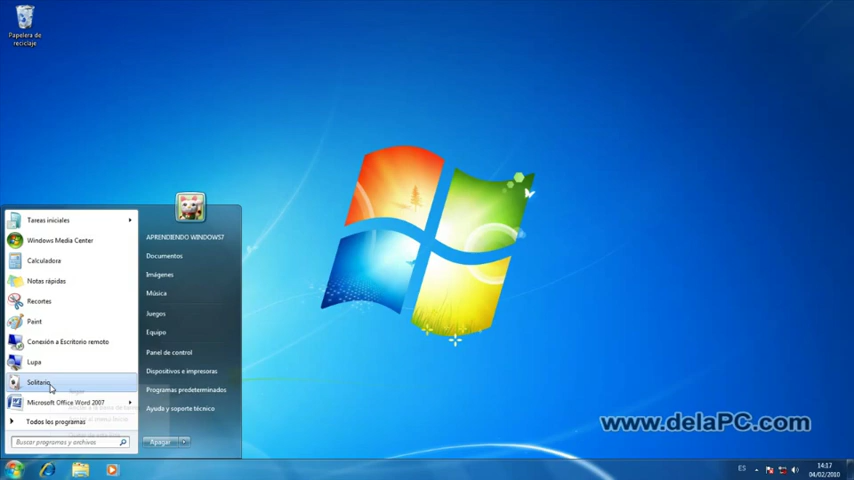 Papelera de
reciclaje
Tareas iniciales
Windows Media Center
Calculadora
Notas rápidas
Recortes
Paint
Conexión a Escritorio remoto
Lupa
Solitario
Microsoft Office Word 2007
Todos los programas
Buscar programas y archivos
APRENDIENDO WINDOWS7
Documentos
Imágenes
Música
Juegos
Equipo
Panel de control
Dispositivos e impresoras
Programas predeterminados
Ayuda y soporte técnico
Apagar
www.delaPC.com
ES
14:17
04/02/2010